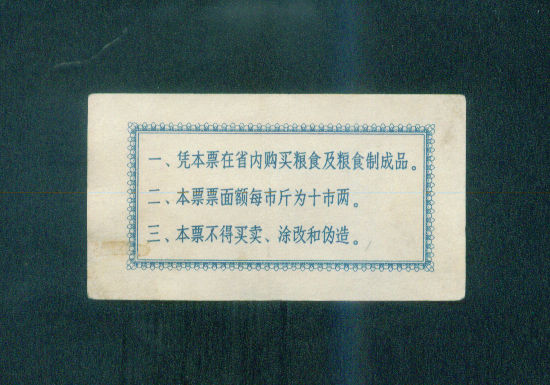 一、凭本票在省内购买粮食及粮食制成品。
二、本票票面额每市斤为十市两。
三、本票不得买卖、涂改和伪造。